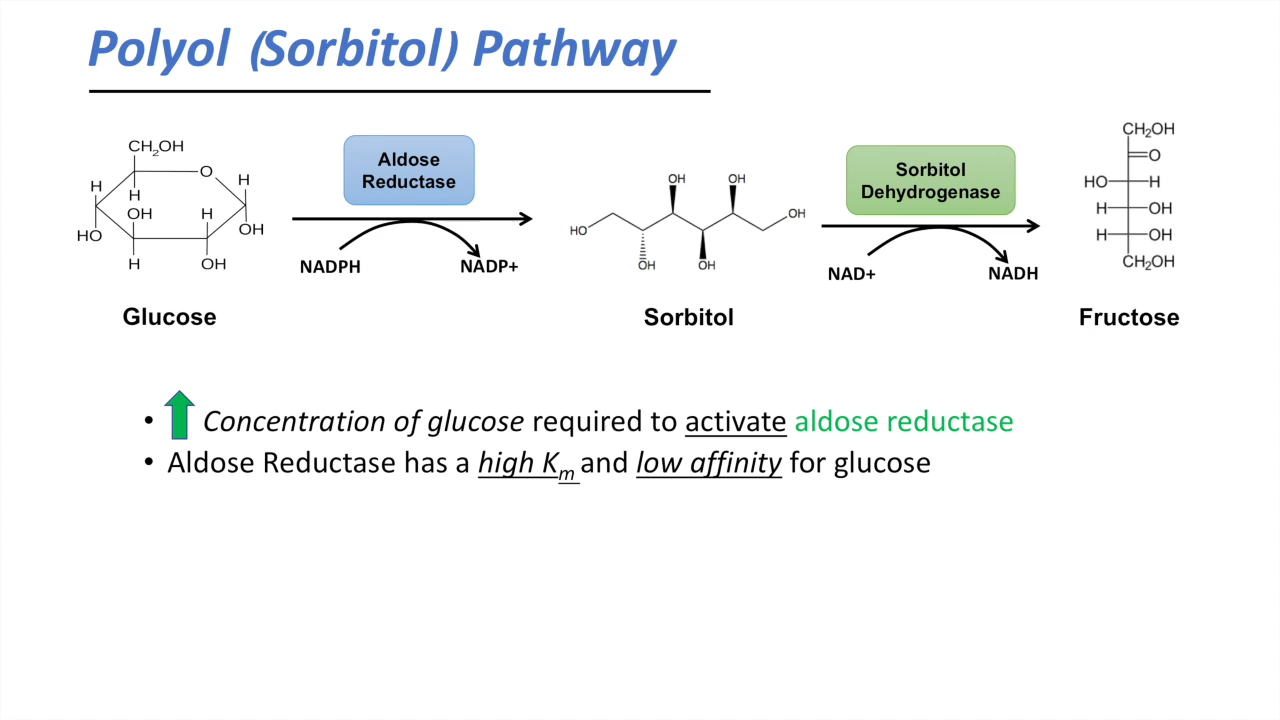 Polyol (Sorbitol) Pathway
CH2OH
O
H
H
H
OH
H
HO
OH
H
OH
Glucose
Aldose
Reductase
NADPH
NADP+
OH
OH
HO
OH
OH
OH
Sorbitol
Sorbitol
Dehydrogenase
NAD+
NADH
CH2OH
O
HO H
H OH
H OH
CH2OH
Fructose
• Concentration of glucose required to activate aldose reductase
• Aldose Reductase has a high Km and low affinity for glucose